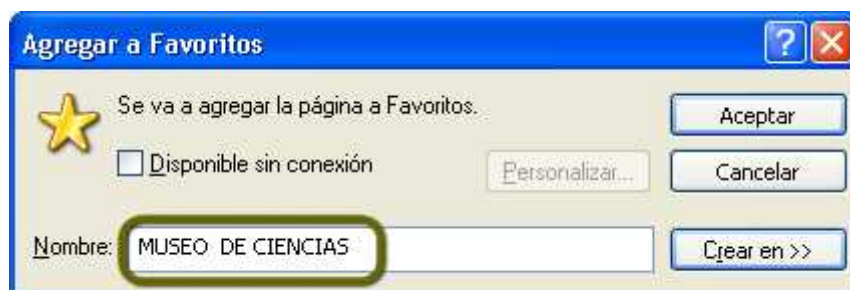 Agregar a Favoritos
Se va a agregar la página a Favoritos.
Aceptar
Disponible sin conexión
Personalizar...
Cancelar
Nombre: MUSEO DE CIENCIAS
Crear en >>